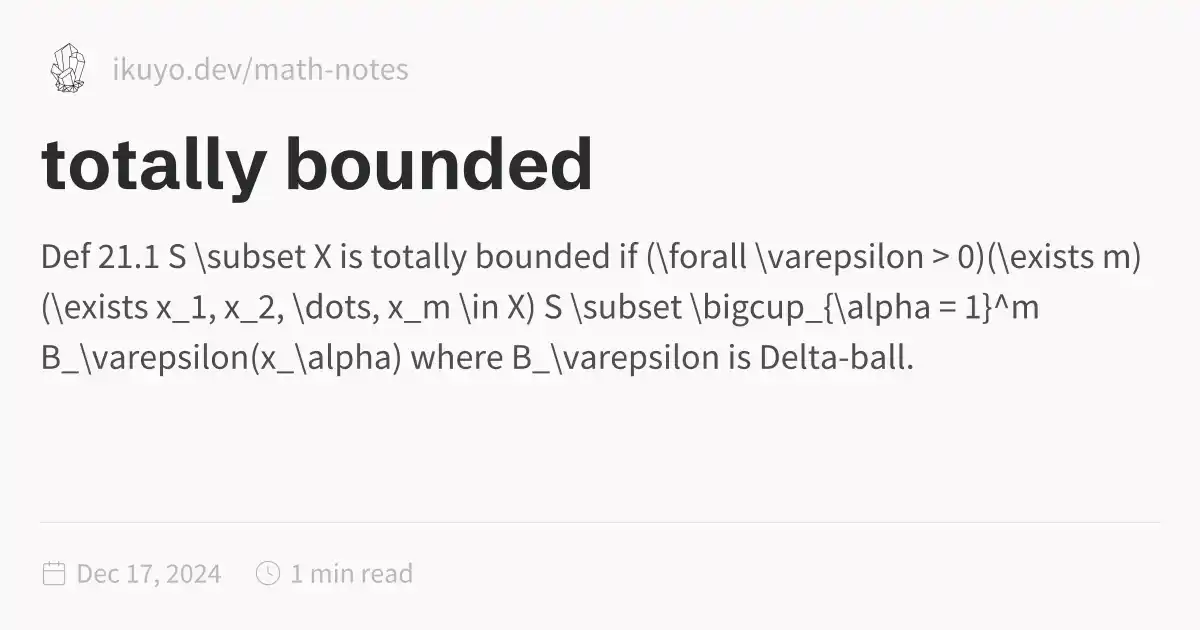 ikuyo.dev/math-notes
totally bounded
Def 21.1 S \subset X is totally bounded if (\forall \varepsilon > 0)(\exists m)
(\exists x_1, x_2, \dots, x_m \in X) S \subset \bigcup_{\alpha = 1}^m
B_\varepsilon(x_\alpha) where B_\varepsilon is Delta-ball.
Dec 17, 2024 1 min read